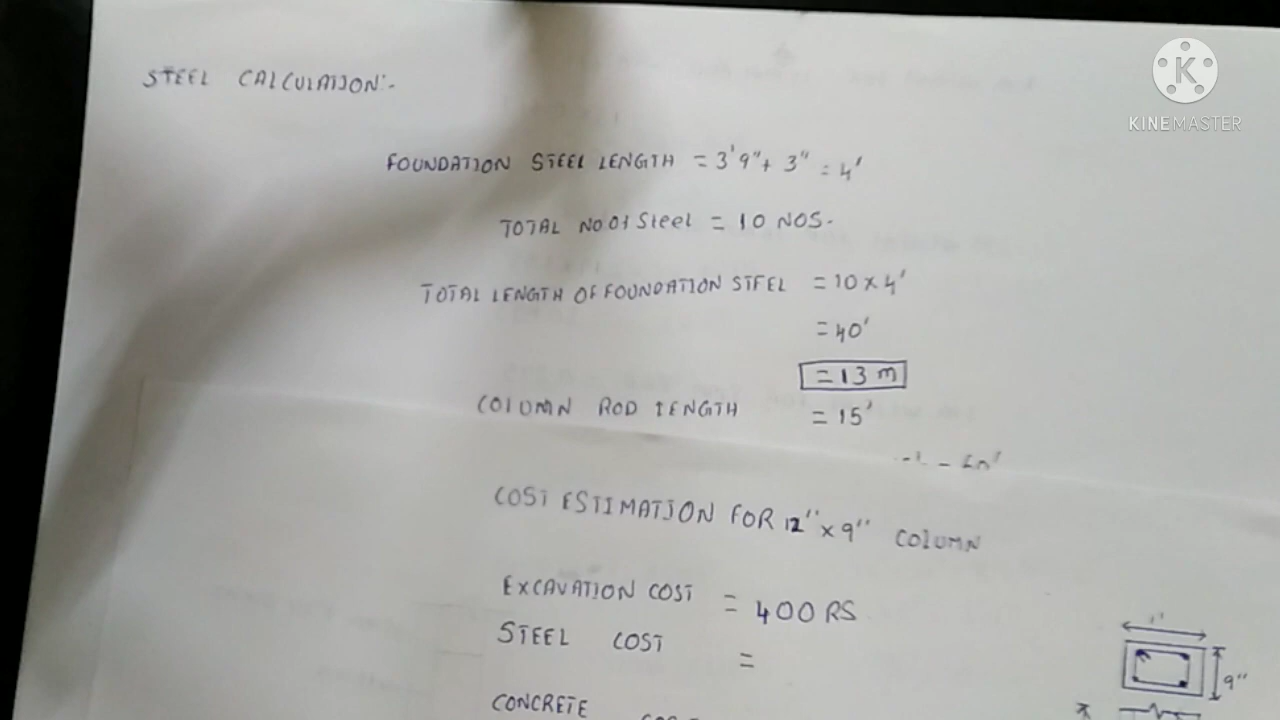 STEEL CALCULATION:-
KINEMASTER
FOUNDATION STEEL LENGTH = 3'9"+ 3" = 4'
TOTAL NO Of Steel = 10 NOS.
TOTAL LENGTH OF FOUNDATION STEEL = 10 x 4'
= 40'
= 13 m
COLUMN ROD LENGTH = 15'
COST ESTIMATION FOR 12" x 9" COLUMN
EXCAVATION COST = 400 RS
STEEL COST =
1'
9"
CONCRETE